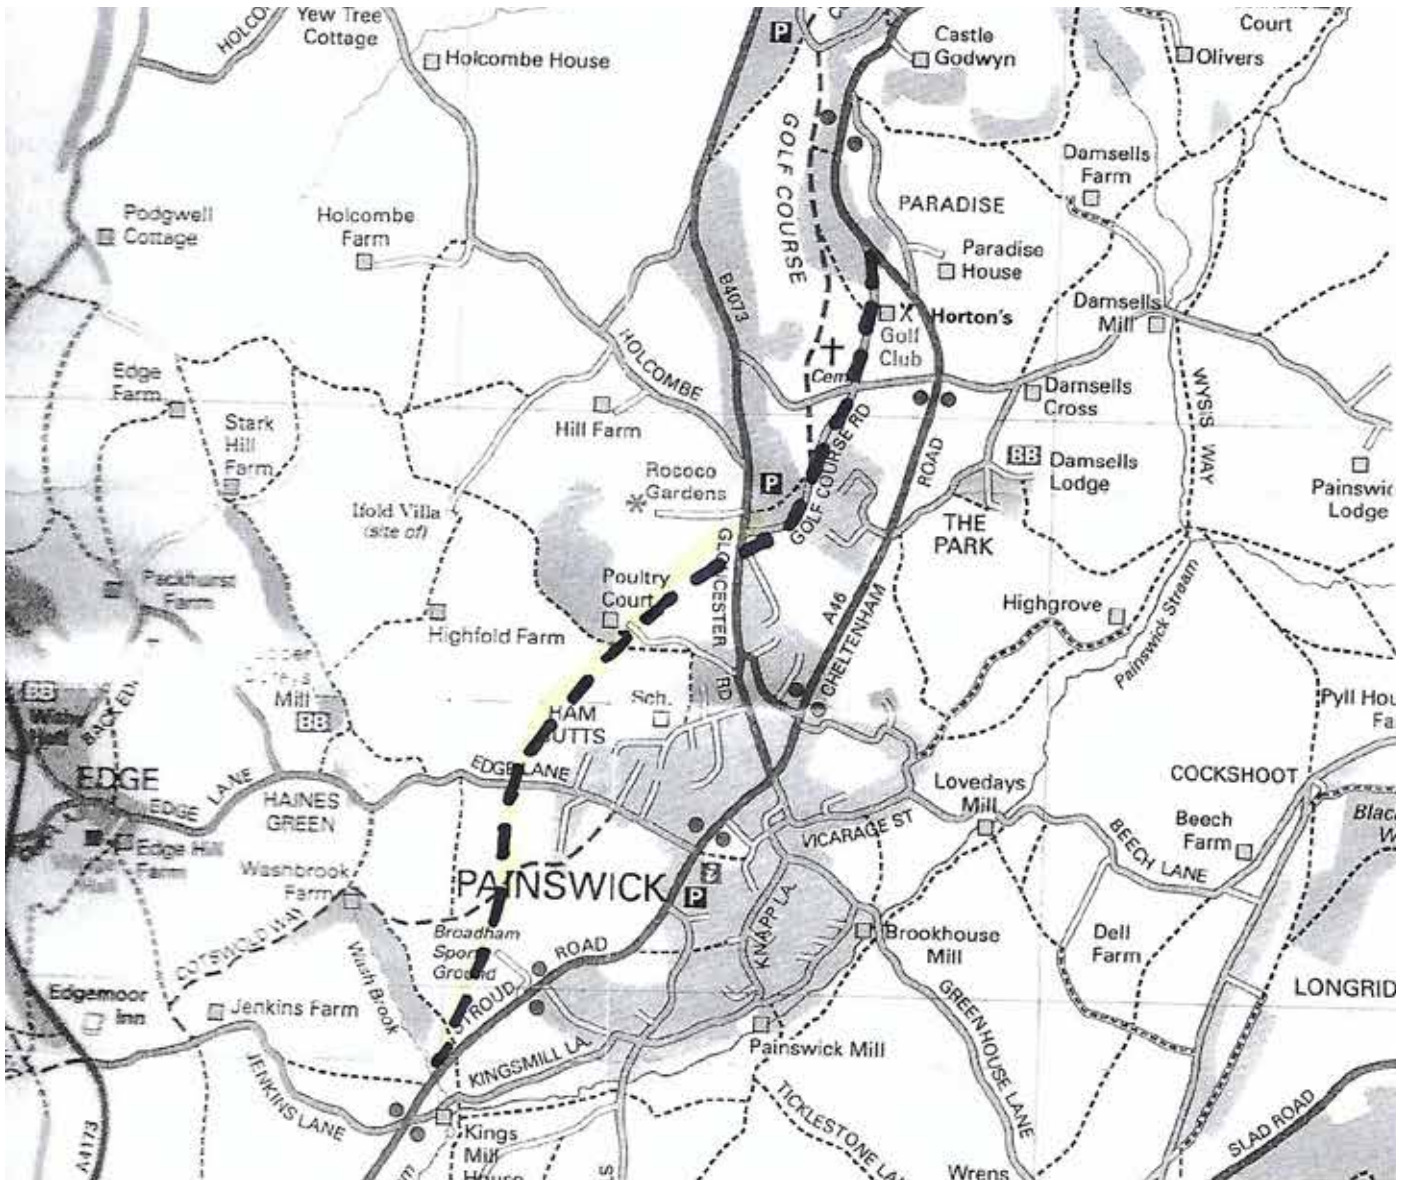 Yew Tree
Cottage
Holcombe House
P
Castle
Godwyn
Court
Olivers
GOLF COURSE
Damsells
Farm
PARADISE
Podgwell
Cottage
Holcombe
Farm
Paradise
House
B4073
Damsells
Mill
Horton's
Golf
Club
Cem
HOLCOMBE
Edge
Farm
Stark
Hill
Farm
Hill Farm
Damsells
Cross
WYSIS WAY
GOLF COURSE RD
ROAD
BB
Damsells
Lodge
Rococo
Gardens
P
Ifold Villa
(site of)
THE
PARK
Painswic
Lodge
GLOUCESTER
RD
Packhurst
Farm
Poultry
Court
Highfold Farm
A46
CHELTENHAM
Highgrove
Painswick Stream
BB
Mill
BB
Sch.
HAM
BUTTS
Pyll Hou
Fa
EDGE
EDGE
LANE
HAINES
GREEN
EDGE LANE
Lovedays
Mill
COCKSHOOT
VICARAGE ST
Beech
Farm
BEECH LANE
Blac
W
Edge Hill
Farm
Washbrook
Farm
PAINSWICK
P
KNAPP LA
Brookhouse
Mill
Dell
Farm
COTSWOLD WAY
Wash Brook
Broadham
Sports
Ground
STROUD
ROAD
Edgemoor
Inn
Jenkins Farm
LONGRID
GREENHOUSE LANE
JENKINS LANE
KINGSMILL LA
Painswick Mill
A4173
Kings
Mill
House
TICKLESTONE LA
Wrens
SLAD ROAD